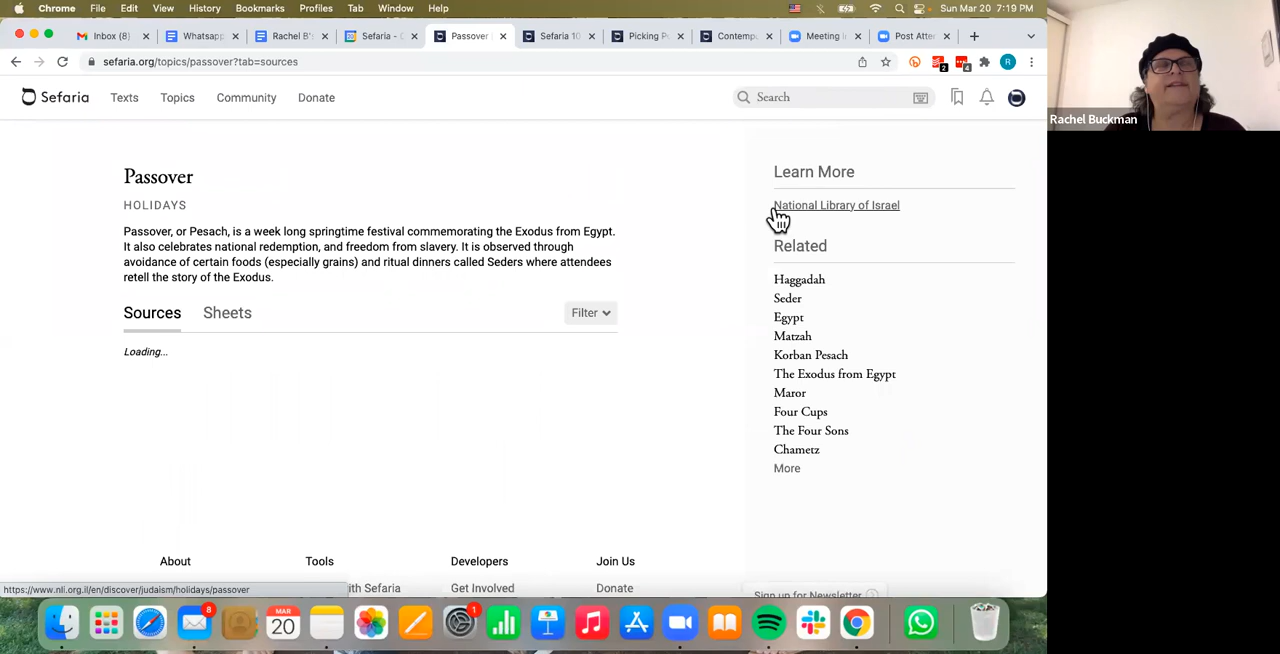 Chrome File Edit View History Bookmarks Profiles Tab Window Help Sun Mar 20 7:19 PM
Inbox (8) Whatsapp Rachel B's Sefaria - Passover Sefaria 10 Picking Contemp Meeting Post Atte
sefaria.org/topics/passover?tab=sources
R
2
4
Sefaria Texts Topics Community Donate Search
Passover
HOLIDAYS
Passover, or Pesach, is a week long springtime festival commemorating the Exodus from Egypt.
It also celebrates national redemption, and freedom from slavery. It is observed through
avoidance of certain foods (especially grains) and ritual dinners called Seders where attendees
retell the story of the Exodus.
Sources Sheets Filter
Loading...
Learn More
National Library of Israel
Related
Haggadah
Seder
Egypt
Matzah
Korban Pesach
The Exodus from Egypt
Maror
Four Cups
The Four Sons
Chametz
More
About Tools Developers Join Us
ith Sefaria Get Involved Donate
Sign up for Newsletter
https://www.nli.org.il/en/discover/judaism/holidays/passover
8
MAR
20
1
Rachel Buckman